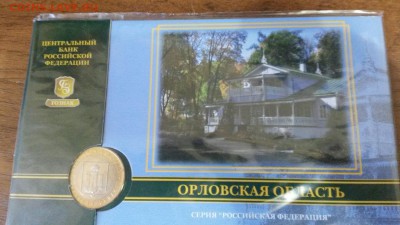 ЦЕНТРАЛЬНЫЙ
БАНК
РОССИЙСКОЙ
ФЕДЕРАЦИИ
ГОЗНАК
ОРЛОВСКАЯ ОБЛАСТЬ
СЕРИЯ "РОССИЙСКАЯ ФЕДЕРАЦИЯ"